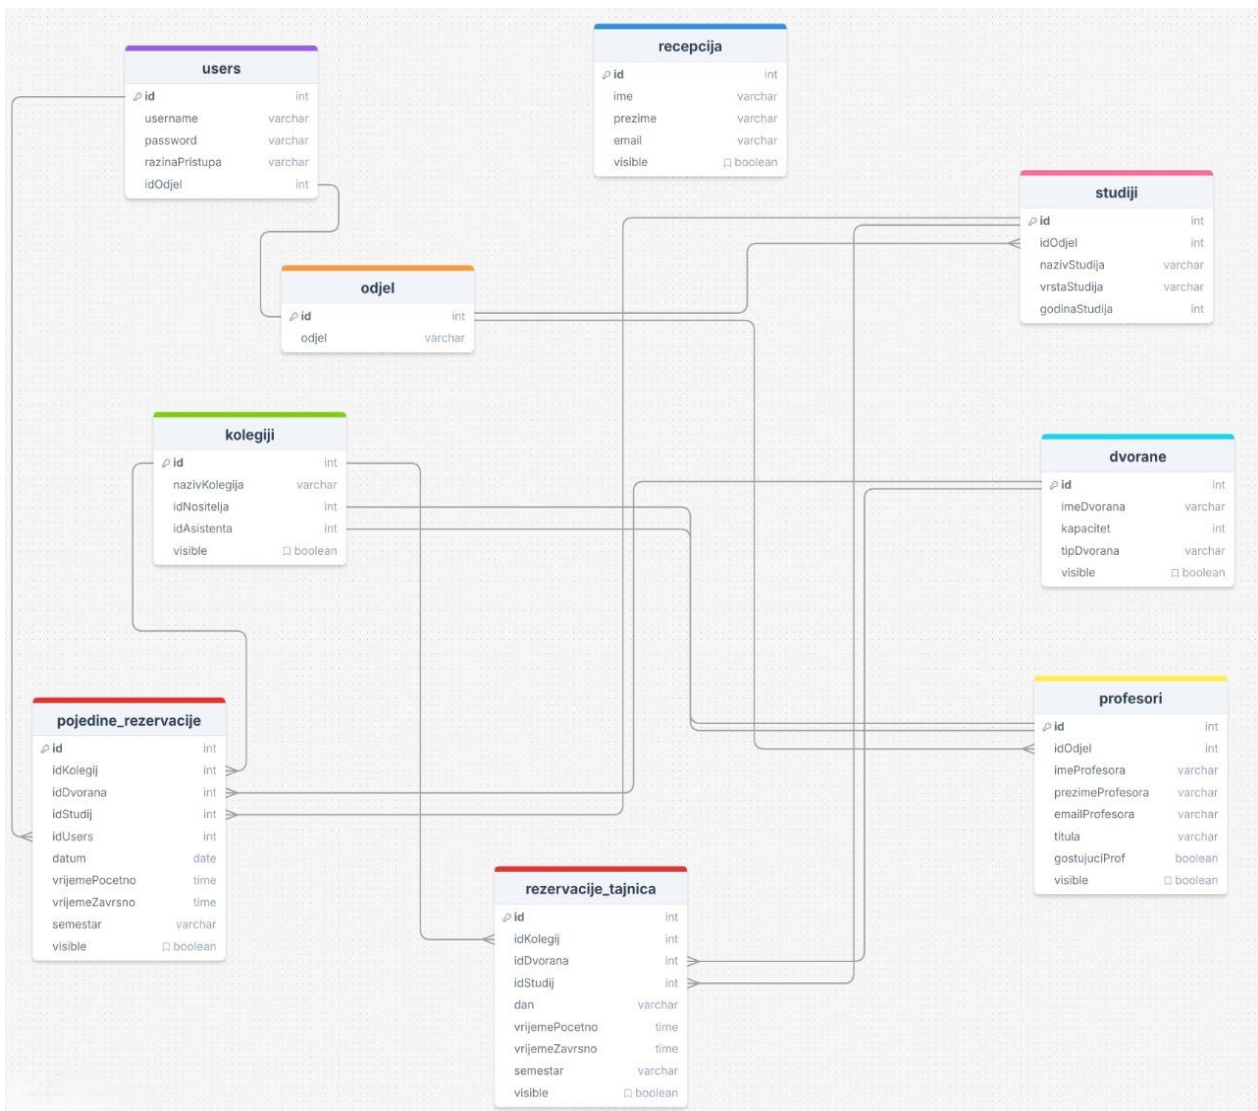 users
id int
username varchar
password varchar
razinaPristupa varchar
idOdjel int
recepcija
id int
ime varchar
prezime varchar
email varchar
visible boolean
studiji
id int
idOdjel int
nazivStudija varchar
vrstaStudija varchar
godinaStudija int
odjel
id int
odjel varchar
kolegiji
id int
nazivKolegija varchar
idNositelja int
idAsistenta int
visible boolean
dvorane
id int
imeDvorana varchar
kapacitet int
tipDvorana varchar
visible boolean
profesori
id int
idOdjel int
imeProfesora varchar
prezimeProfesora varchar
emailProfesora varchar
titula varchar
gostujuciProf boolean
visible boolean
pojedine_rezervacije
id int
idKolegij int
idDvorana int
idStudij int
idUsers int
datum date
vrijemePocetno time
vrijemeZavrsno time
semestar varchar
visible boolean
rezervacije_tajnica
id int
idKolegij int
idDvorana int
idStudij int
dan varchar
vrijemePocetno time
vrijemeZavrsno time
semestar varchar
visible boolean